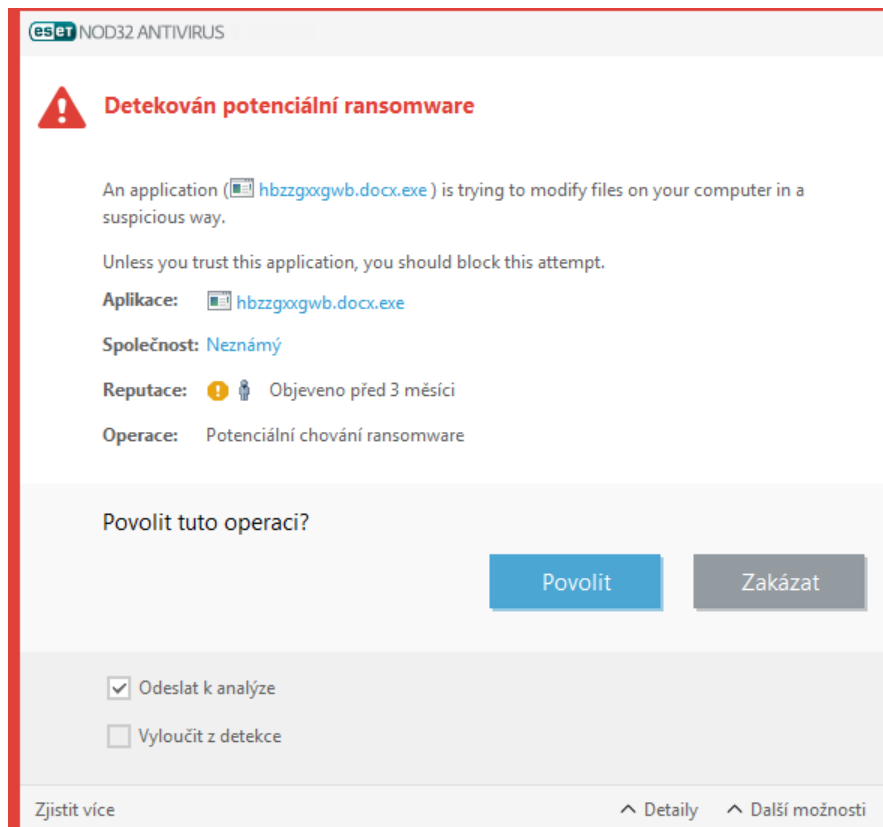 eset NOD32 ANTIVIRUS
Detekován potenciální ransomware
An application ( hbzzgxxgwb.docx.exe ) is trying to modify files on your computer in a
suspicious way.
Unless you trust this application, you should block this attempt.
Aplikace: hbzzgxxgwb.docx.exe
Společnost: Neznámý
Reputace: Objeveno před 3 měsíci
Operace: Potenciální chování ransomware
Povolit tuto operaci?
Povolit Zakázat
Odeslat k analýze
Vyloučit z detekce
Zjistit více Detaily Další možnosti